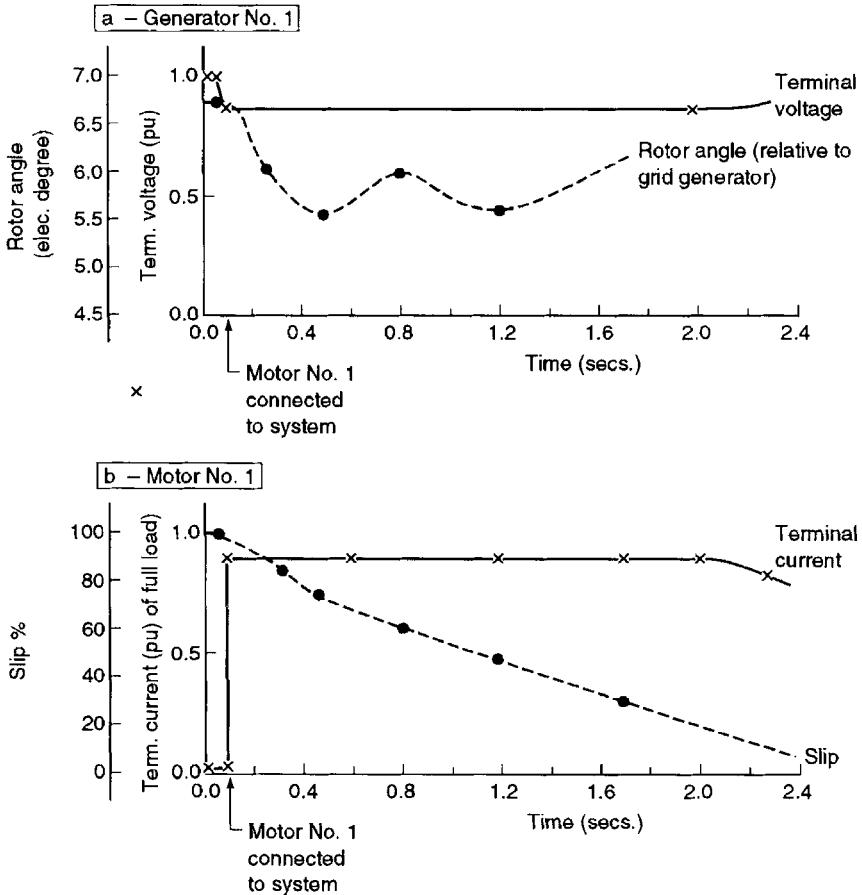 a – Generator No. 1
Rotor angle
(elec. degree)
7.0
6.5
6.0
5.5
5.0
4.5
Term. voltage (pu)
1.0
0.5
0.0
Terminal
voltage
Rotor angle (relative to
grid generator)
0.0 0.4 0.8 1.2 1.6 2.0 2.4
Time (secs.)
Motor No. 1
connected
to system
b – Motor No. 1
Slip %
100
80
60
40
20
0
Term. current (pu) of full load)
1.0
0.5
0.0
Terminal
current
Slip
0.0 0.4 0.8 1.2 1.6 2.0 2.4
Time (secs.)
Motor No. 1
connected
to system